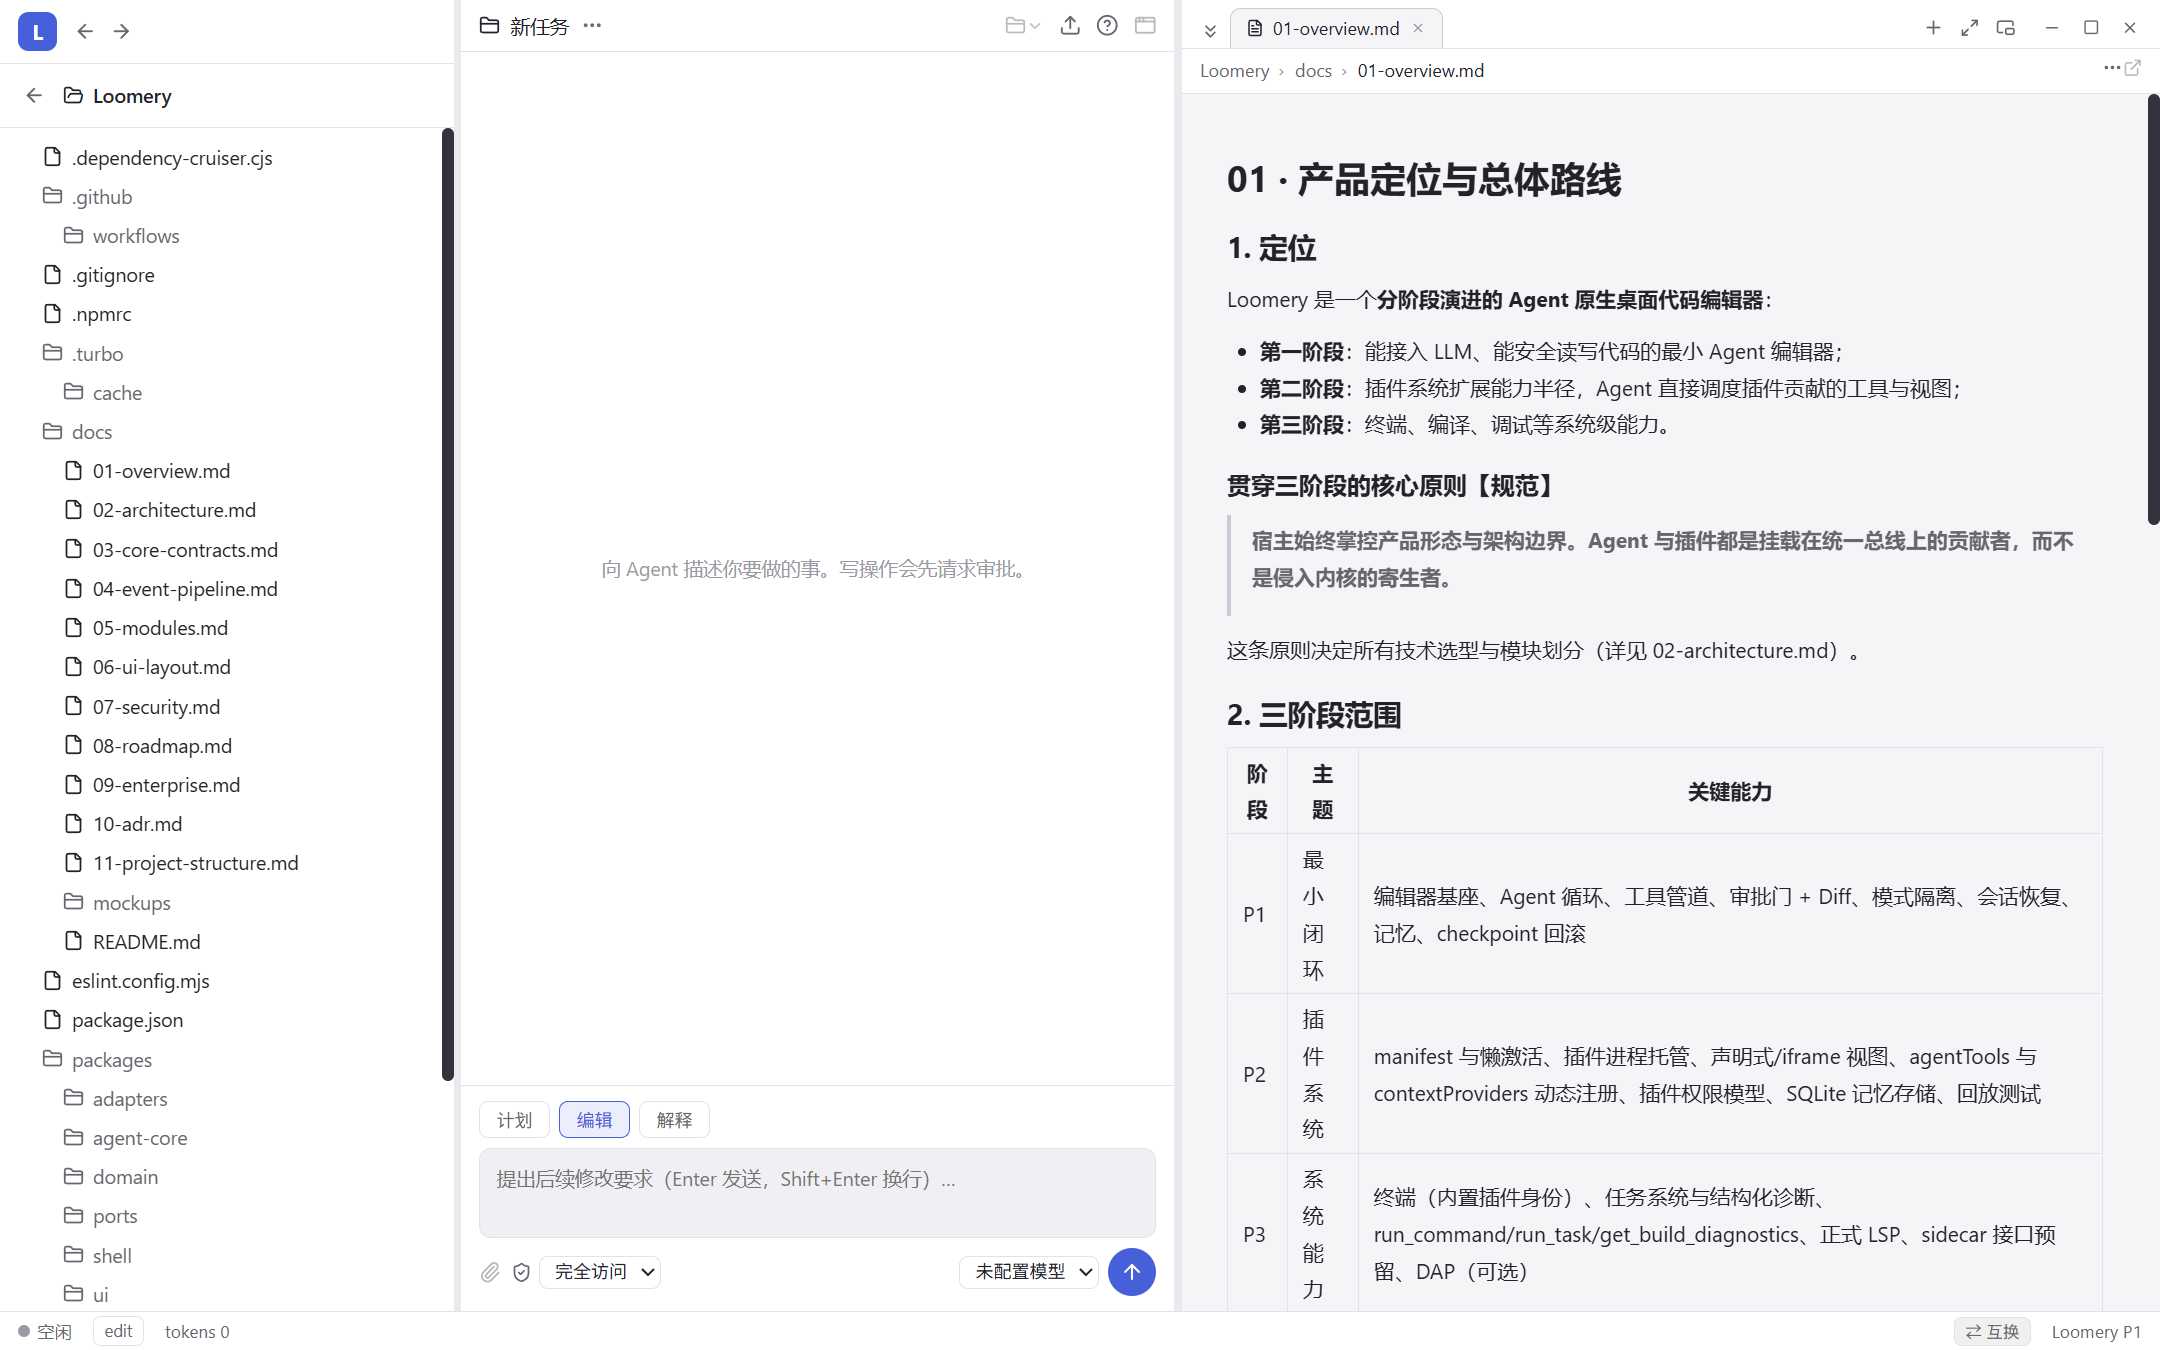 L
Loomery
.dependency-cruiser.cjs
.github
workflows
.gitignore
.npmrc
.turbo
cache
docs
01-overview.md
02-architecture.md
03-core-contracts.md
04-event-pipeline.md
05-modules.md
06-ui-layout.md
07-security.md
08-roadmap.md
09-enterprise.md
10-adr.md
11-project-structure.md
mockups
README.md
eslint.config.mjs
package.json
packages
adapters
agent-core
domain
ports
shell
ui
新任务
向 Agent 描述你要做的事。写操作会先请求审批。
计划 编辑 解释
提出后续修改要求（Enter 发送，Shift+Enter 换行）...
完全访问 未配置模型
01-overview.md
Loomery › docs › 01-overview.md
01 · 产品定位与总体路线
1. 定位
Loomery 是一个分阶段演进的 Agent 原生桌面代码编辑器：
• 第一阶段：能接入 LLM、能安全读写代码的最小 Agent 编辑器；
• 第二阶段：插件系统扩展能力半径，Agent 直接调度插件贡献的工具与视图；
• 第三阶段：终端、编译、调试等系统级能力。
贯穿三阶段的核心原则【规范】
宿主始终掌控产品形态与架构边界。Agent 与插件都是挂载在统一总线上的贡献者，而不
是侵入内核的寄生者。
这条原则决定所有技术选型与模块划分（详见 02-architecture.md）。
2. 三阶段范围
阶
段
主
题
关键能力
P1
最
小
闭
环
编辑器基座、Agent 循环、工具管道、审批门 + Diff、模式隔离、会话恢复、
记忆、checkpoint 回滚
P2
插
件
系
统
manifest 与懒激活、插件进程托管、声明式/iframe 视图、agentTools 与
contextProviders 动态注册、插件权限模型、SQLite 记忆存储、回放测试
P3
系
统
能
力
终端（内置插件身份）、任务系统与结构化诊断、
run_command/run_task/get_build_diagnostics、正式 LSP、sidecar 接口预
留、DAP（可选）
空闲 edit tokens 0
互换 Loomery P1